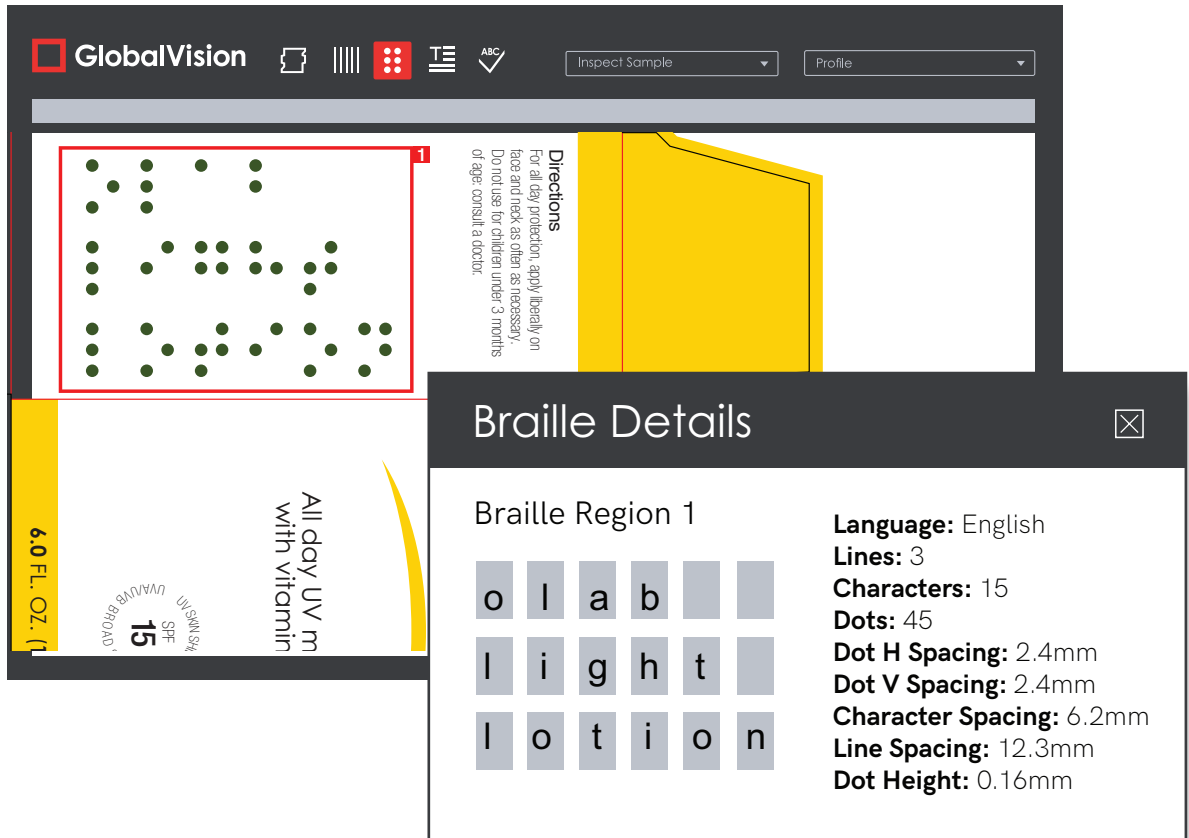 GlobalVision
ABC
Inspect Sample
Profile
1
Directions
For all day protection, apply liberally on
face and neck as often as necessary.
Do not use for children under 3 months
of age: consult a doctor.
6.0 FL. OZ. (1
UVA/UVB BROAD
UV SKIN
SPF
15
All day UV m
with vitamin
Braille Details
Braille Region 1
o l a b
l i g h t
l o t i o n
Language: English
Lines: 3
Characters: 15
Dots: 45
Dot H Spacing: 2.4mm
Dot V Spacing: 2.4mm
Character Spacing: 6.2mm
Line Spacing: 12.3mm
Dot Height: 0.16mm